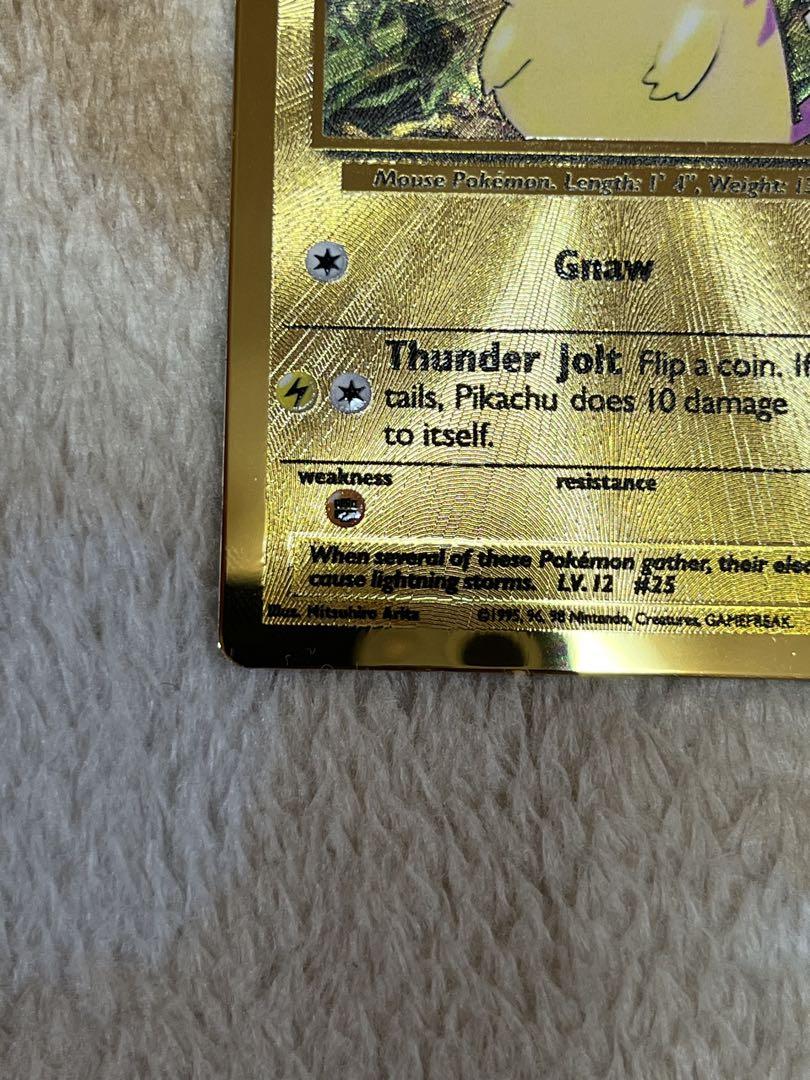 Mouse Pokémon. Length: 1' 4", Weight: 1
Gnaw
Thunder Jolt Flip a coin. If
tails, Pikachu does 10 damage
to itself.
weakness resistance
When several of these Pokémon gather, their elec
cause lightning storms. LV. 12 #25
Illus. Mitsuhiro Arita ©1995, 96, 98 Nintendo, Creatures, GAMEFREAK.